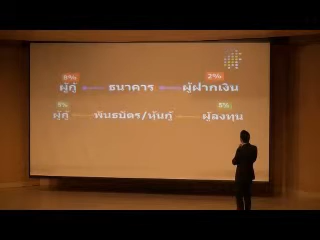 8% 2%
ผู้กู้ ธนาคาร ผู้ฝากเงิน
5% 5%
ผู้กู้ พันธบัตร/หุ้นกู้ ผู้ลงทุน